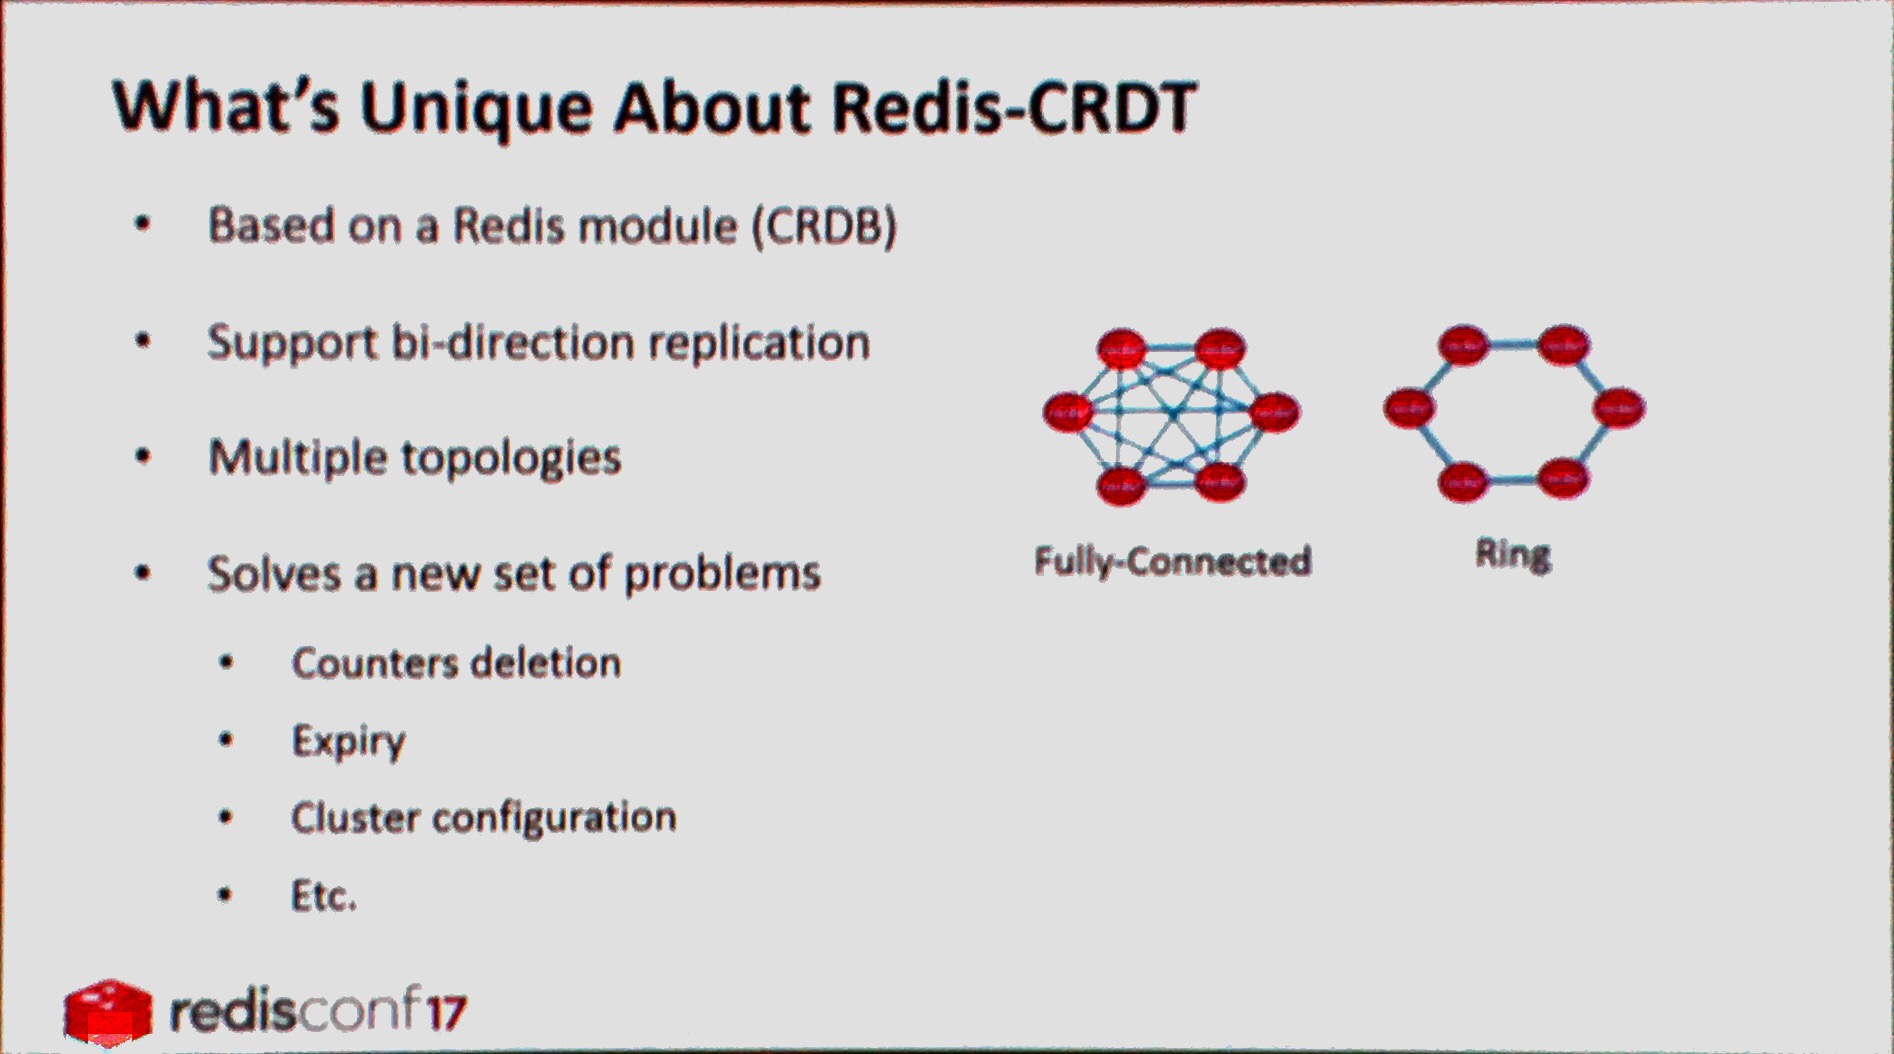 What's Unique About Redis-CRDT
• Based on a Redis module (CRDB)
• Support bi-direction replication
• Multiple topologies
• Solves a new set of problems
• Counters deletion
• Expiry
• Cluster configuration
• Etc.
Fully-Connected
Ring
redisconf17